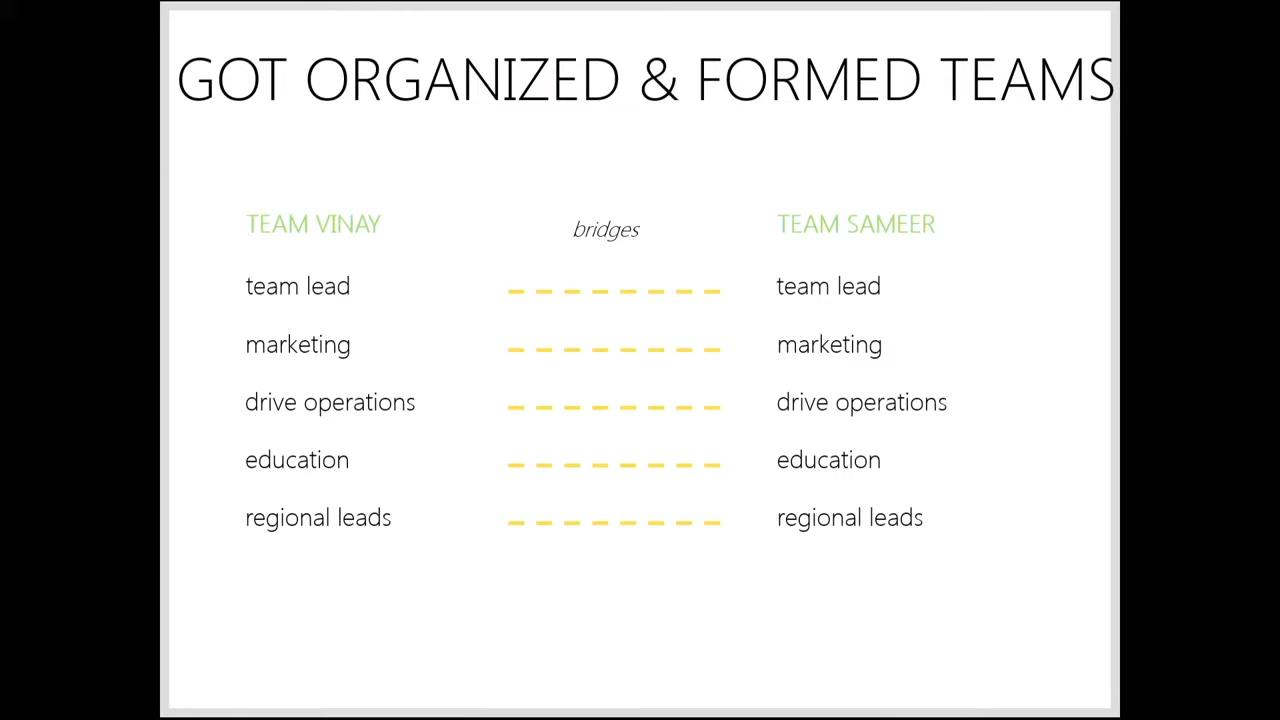 GOT ORGANIZED & FORMED TEAMS
TEAM VINAY bridges TEAM SAMEER
team lead team lead
marketing marketing
drive operations drive operations
education education
regional leads regional leads